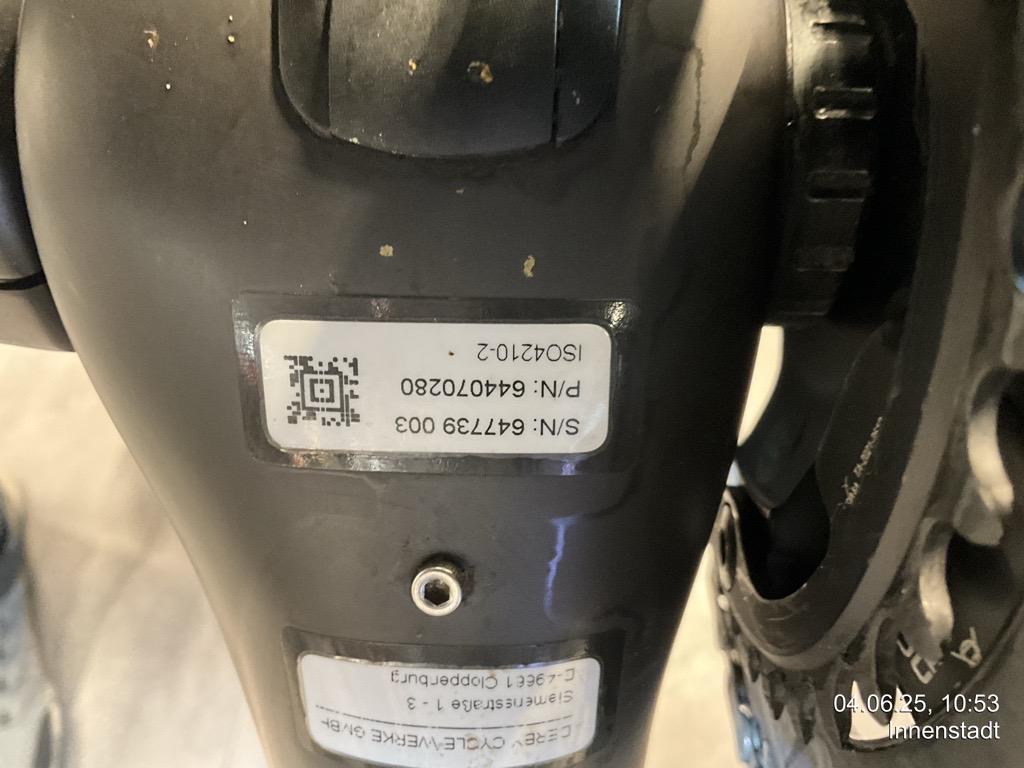 DERBY CYCLE WERKE GMBH
Siemensstraße 1 - 3
D-49661 Cloppenburg
S/N: 647739 003
P/N: 644070280
ISO4210-2
04.06.25, 10:53
Innenstadt